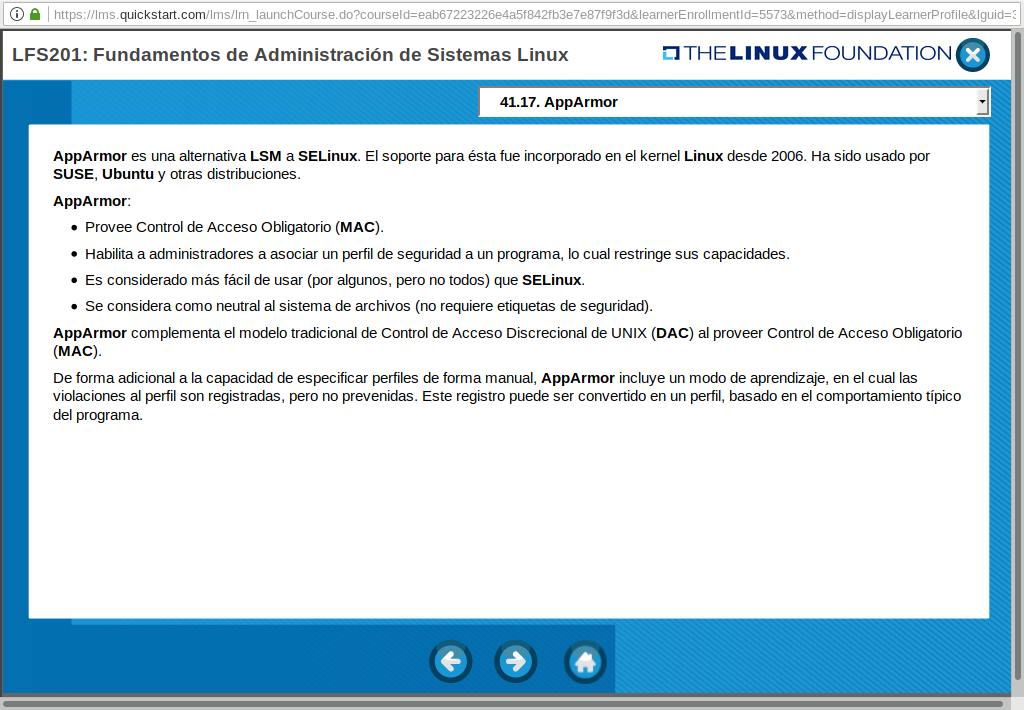 https://lms.quickstart.com/lms/lrn_launchCourse.do?courseId=eab67223226e4a5f842fb3e7e87f9f3d&learnerEnrollmentId=5573&method=displayLearnerProfile&lguid=3
LFS201: Fundamentos de Administración de Sistemas Linux
THE LINUX FOUNDATION
41.17. AppArmor
AppArmor es una alternativa LSM a SELinux. El soporte para ésta fue incorporado en el kernel Linux desde 2006. Ha sido usado por
SUSE, Ubuntu y otras distribuciones.
AppArmor:
• Provee Control de Acceso Obligatorio (MAC).
• Habilita a administradores a asociar un perfil de seguridad a un programa, lo cual restringe sus capacidades.
• Es considerado más fácil de usar (por algunos, pero no todos) que SELinux.
• Se considera como neutral al sistema de archivos (no requiere etiquetas de seguridad).
AppArmor complementa el modelo tradicional de Control de Acceso Discrecional de UNIX (DAC) al proveer Control de Acceso Obligatorio
(MAC).
De forma adicional a la capacidad de especificar perfiles de forma manual, AppArmor incluye un modo de aprendizaje, en el cual las
violaciones al perfil son registradas, pero no prevenidas. Este registro puede ser convertido en un perfil, basado en el comportamiento típico
del programa.